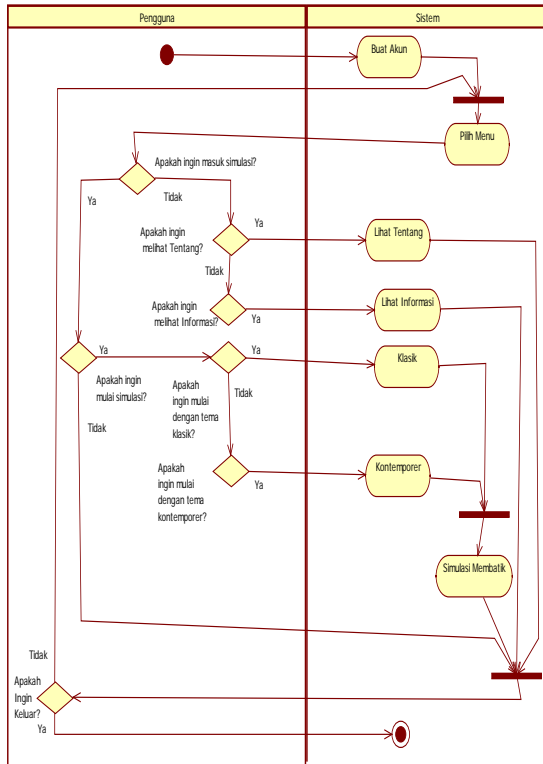 Pengguna
Sistem
Buat Akun
Pilih Menu
Apakah ingin masuk simulasi?
Ya
Tidak
Apakah ingin
melihat Tentang?
Ya
Lihat Tentang
Tidak
Apakah ingin
melihat Informasi?
Ya
Lihat Informasi
Ya
Apakah ingin
mulai simulasi?
Tidak
Ya
Klasik
Apakah
ingin mulai
dengan tema
klasik?
Tidak
Apakah
ingin mulai
dengan tema
kontemporer?
Ya
Kontemporer
Simulasi Membatik
Tidak
Apakah
Ingin
Keluar?
Ya